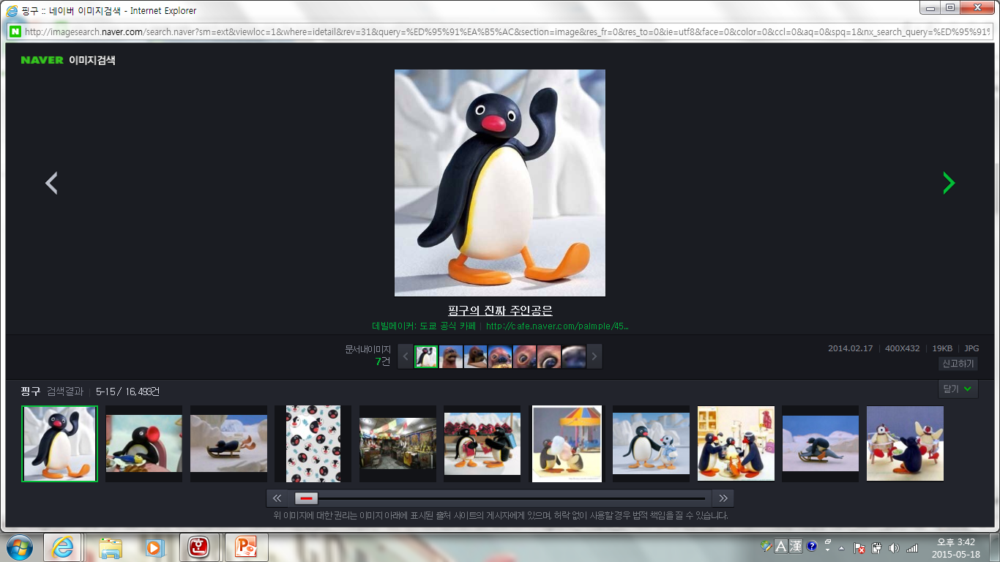 핑구 :: 네이버 이미지검색 - Internet Explorer
http://imagesearch.naver.com/search.naver?sm=ext&viewloc=1&where=idetail&rev=31&query=%ED%95%91%EA%B5%AC&section=image&res_fr=0&res_to=0&ie=utf8&face=0&color=0&ccl=0&aq=0&spq=1&nx_search_query=%ED%95%91%
NAVER 이미지검색
핑구의 진짜 주인공은
데빌메이커: 도쿄 공식 카페 | http://cafe.naver.com/palmple/45...
문서내이미지
7건
2014.02.17 | 400X432 | 19KB | JPG
신고하기
핑구 검색결과 | 5-15 / 16,493건
닫기
위 이미지에 대한 권리는 이미지 아래에 표시된 출처 사이트의 게시자에게 있으며, 허락 없이 사용할 경우 법적 책임을 질 수 있습니다.
A 漢
오후 3:42
2015-05-18